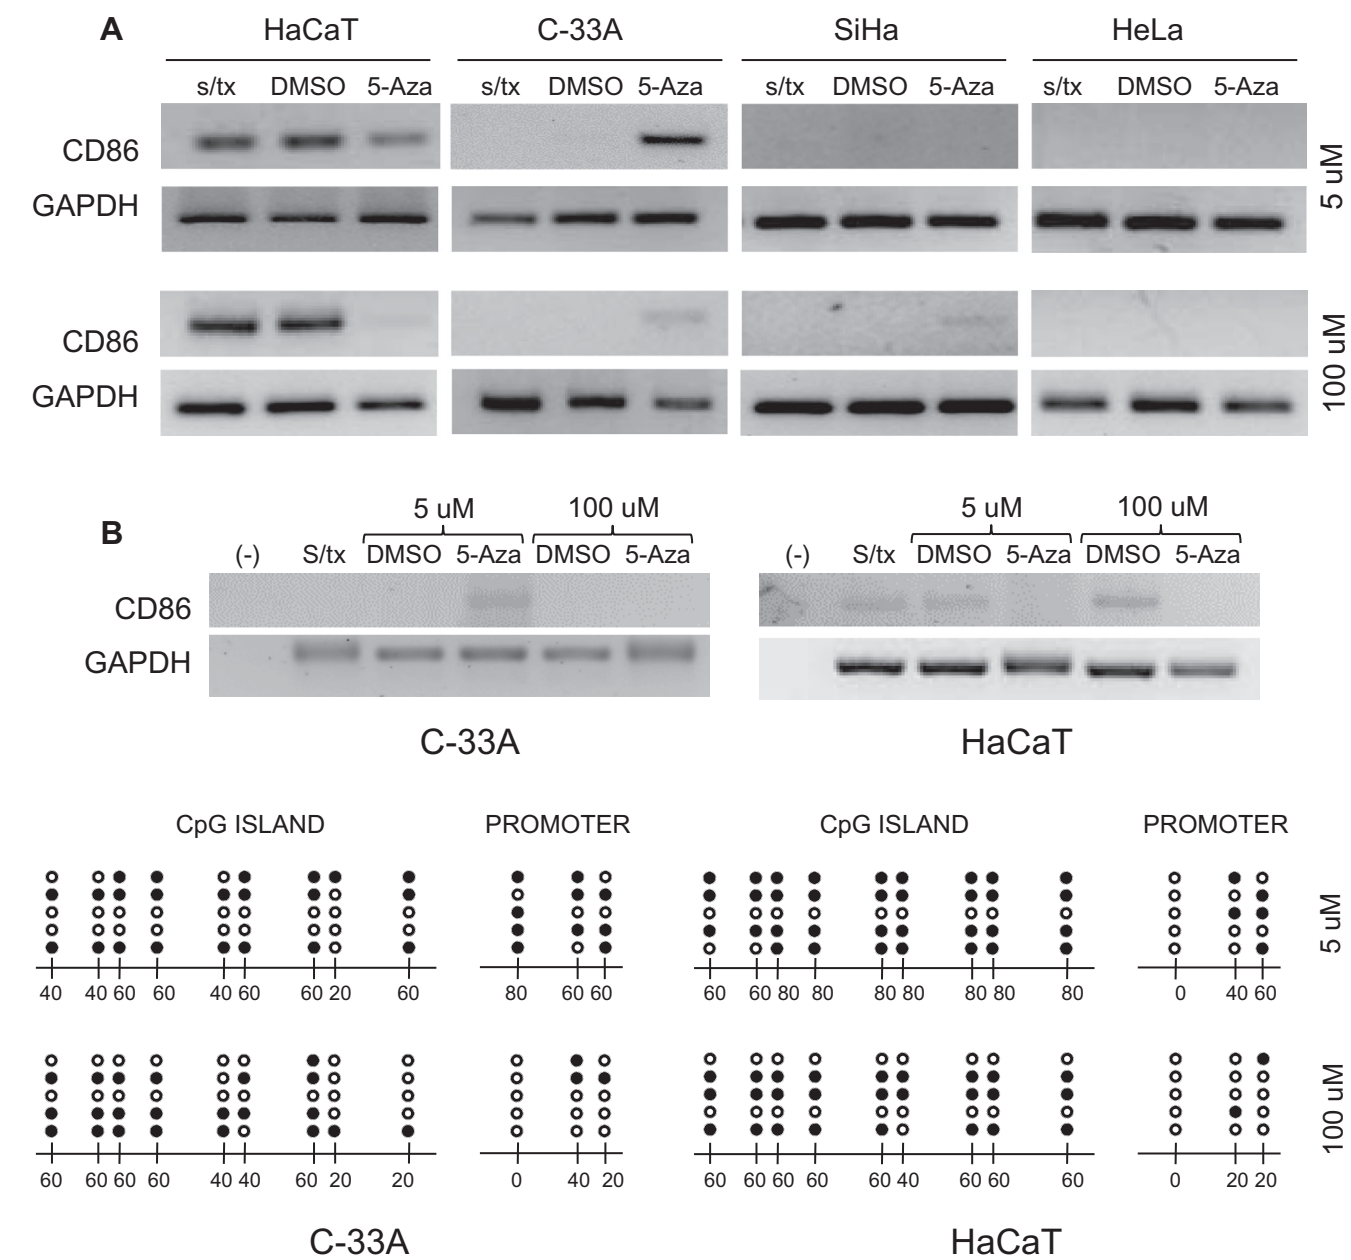 A HaCaT C-33A SiHa HeLa
s/tx DMSO 5-Aza s/tx DMSO 5-Aza s/tx DMSO 5-Aza s/tx DMSO 5-Aza
CD86
GAPDH
5 uM
CD86
GAPDH
100 uM
B 5 uM 100 uM 5 uM 100 uM
(-) S/tx DMSO 5-Aza DMSO 5-Aza (-) S/tx DMSO 5-Aza DMSO 5-Aza
CD86
GAPDH
C-33A HaCaT
CpG ISLAND PROMOTER CpG ISLAND PROMOTER
5 uM
40 40 60 60 40 60 60 20 60 80 60 60 60 60 80 80 80 80 80 80 80 0 40 60
100 uM
60 60 60 60 40 40 60 20 20 0 40 20 60 60 60 60 60 40 60 60 60 0 20 20
C-33A HaCaT